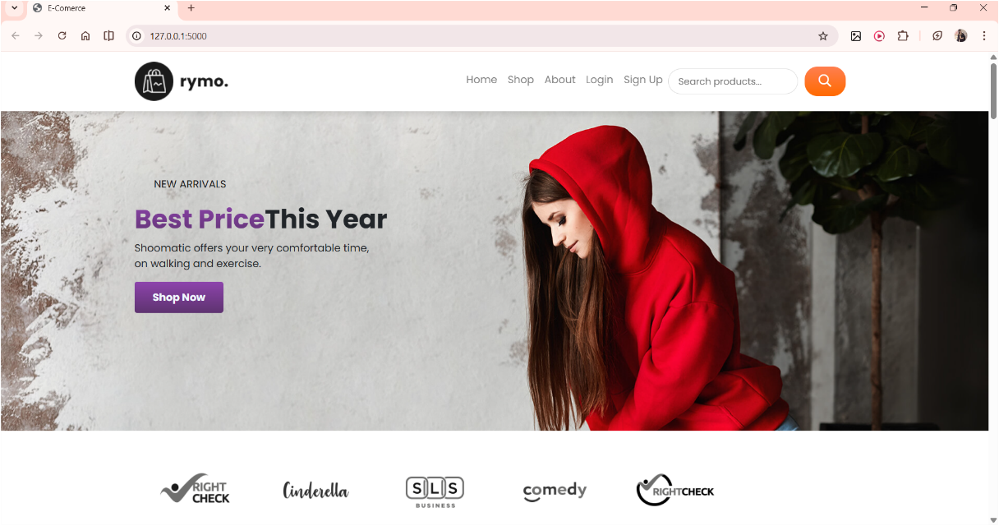 E-Comerce
127.0.0.1:5000
rymo.
Home Shop About Login Sign Up Search products...
NEW ARRIVALS
Best PriceThis Year
Shoomatic offers your very comfortable time,
on walking and exercise.
Shop Now
RIGHT
CHECK
Cinderella
SLS
BUSINESS
comedy
RIGHTCHECK